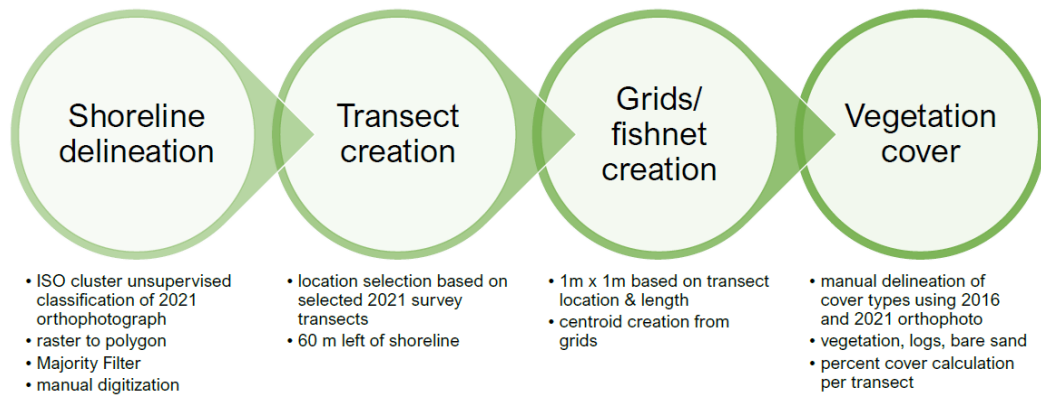 Shoreline
delineation
Transect
creation
Grids/
fishnet
creation
Vegetation
cover
• ISO cluster unsupervised
classification of 2021
orthophotograph
• raster to polygon
• Majority Filter
• manual digitization
• location selection based on
selected 2021 survey
transects
• 60 m left of shoreline
• 1m x 1m based on transect
location & length
• centroid creation from
grids
• manual delineation of
cover types using 2016
and 2021 orthophoto
• vegetation, logs, bare sand
• percent cover calculation
per transect